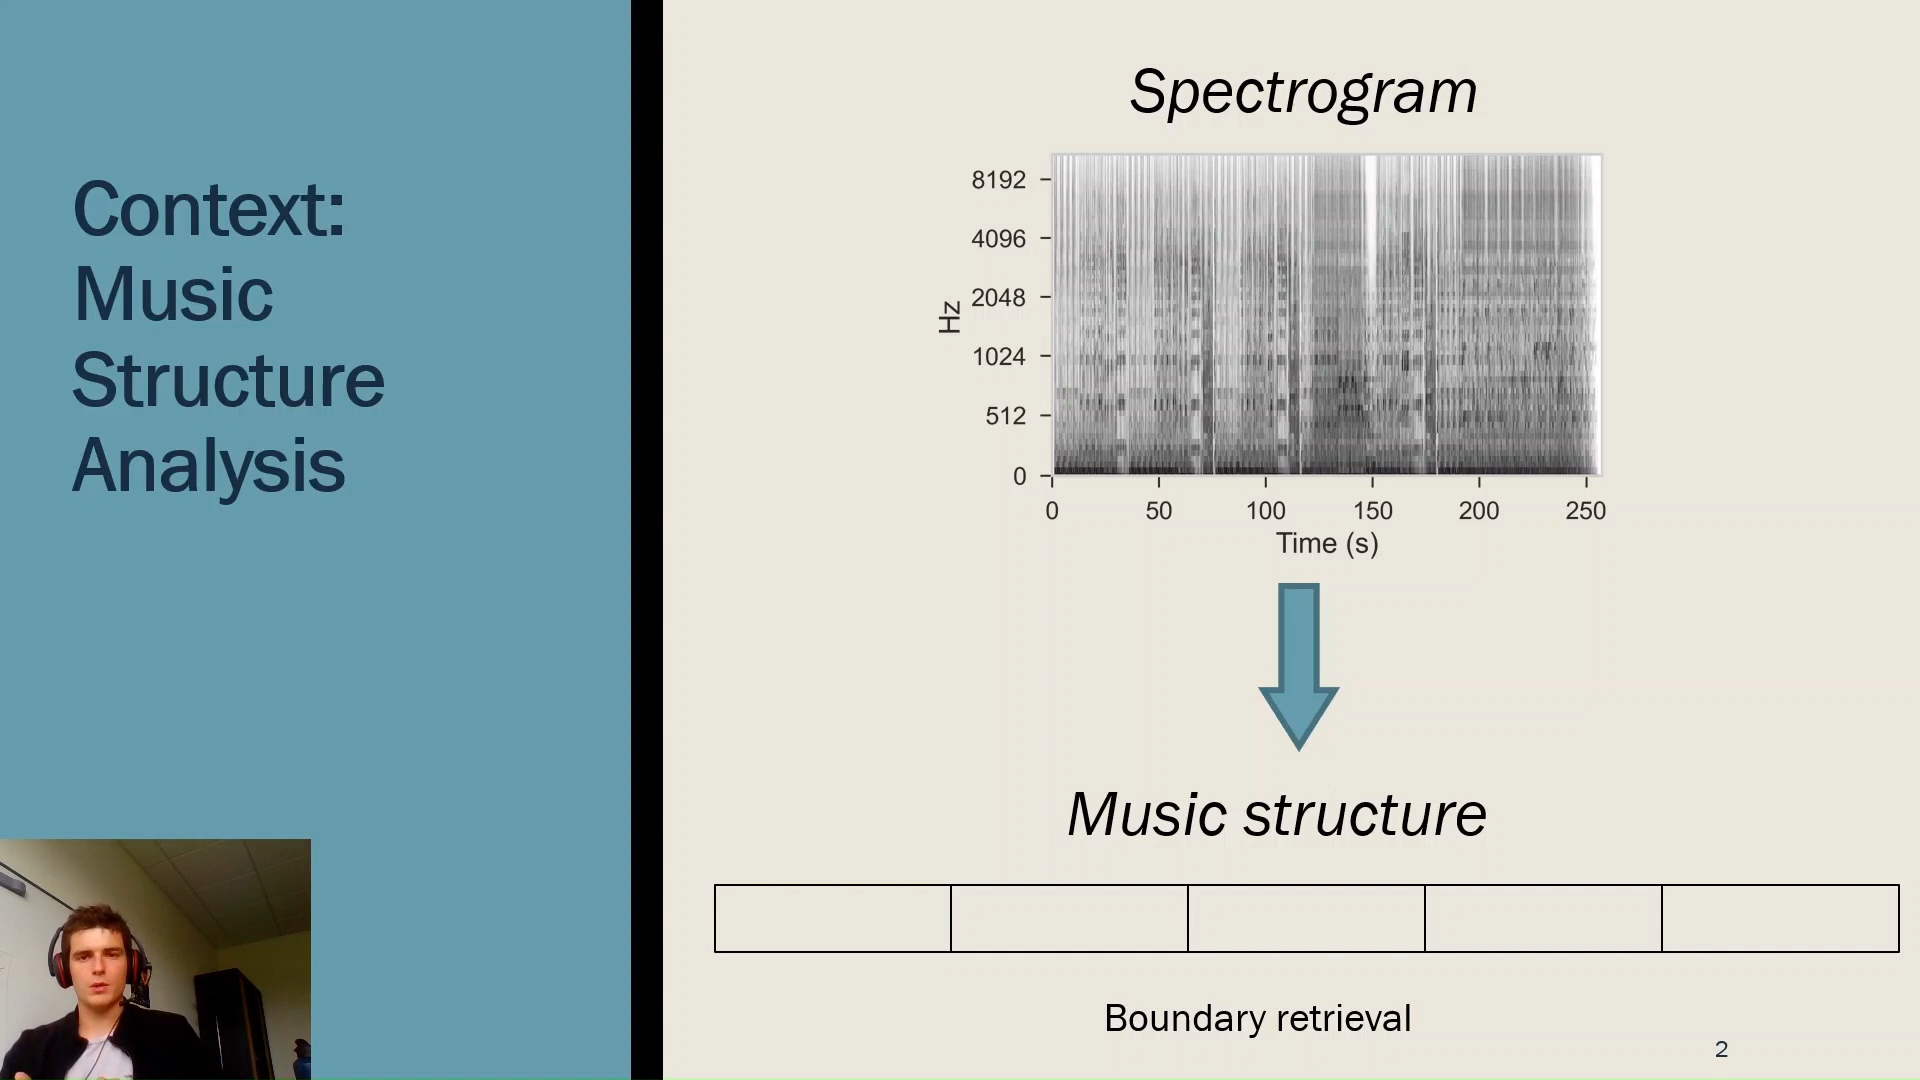 Context:
Music
Structure
Analysis
Spectrogram
8192
4096
2048
1024
512
0
Hz
0 50 100 150 200 250
Time (s)
Music structure
Boundary retrieval
2